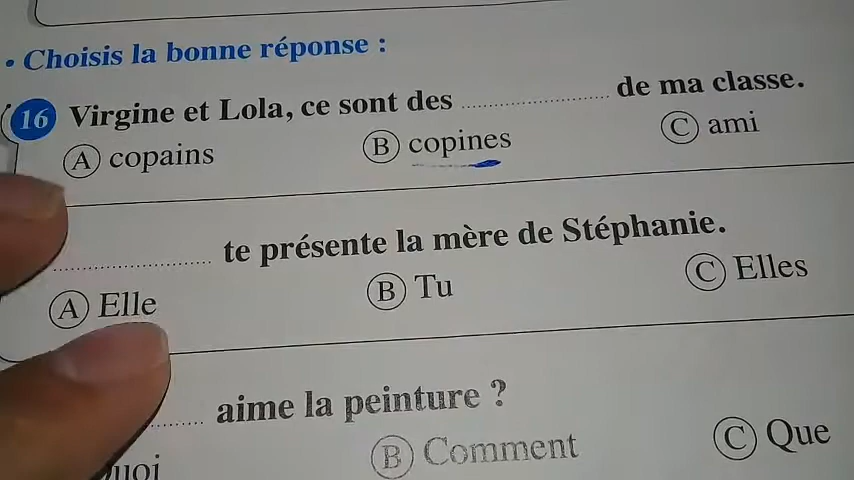 • Choisis la bonne réponse :
16 Virgine et Lola, ce sont des .................... de ma classe.
A copains B copines C ami
.................... te présente la mère de Stéphanie.
A Elle B Tu C Elles
........ aime la peinture ?
B Comment C Que